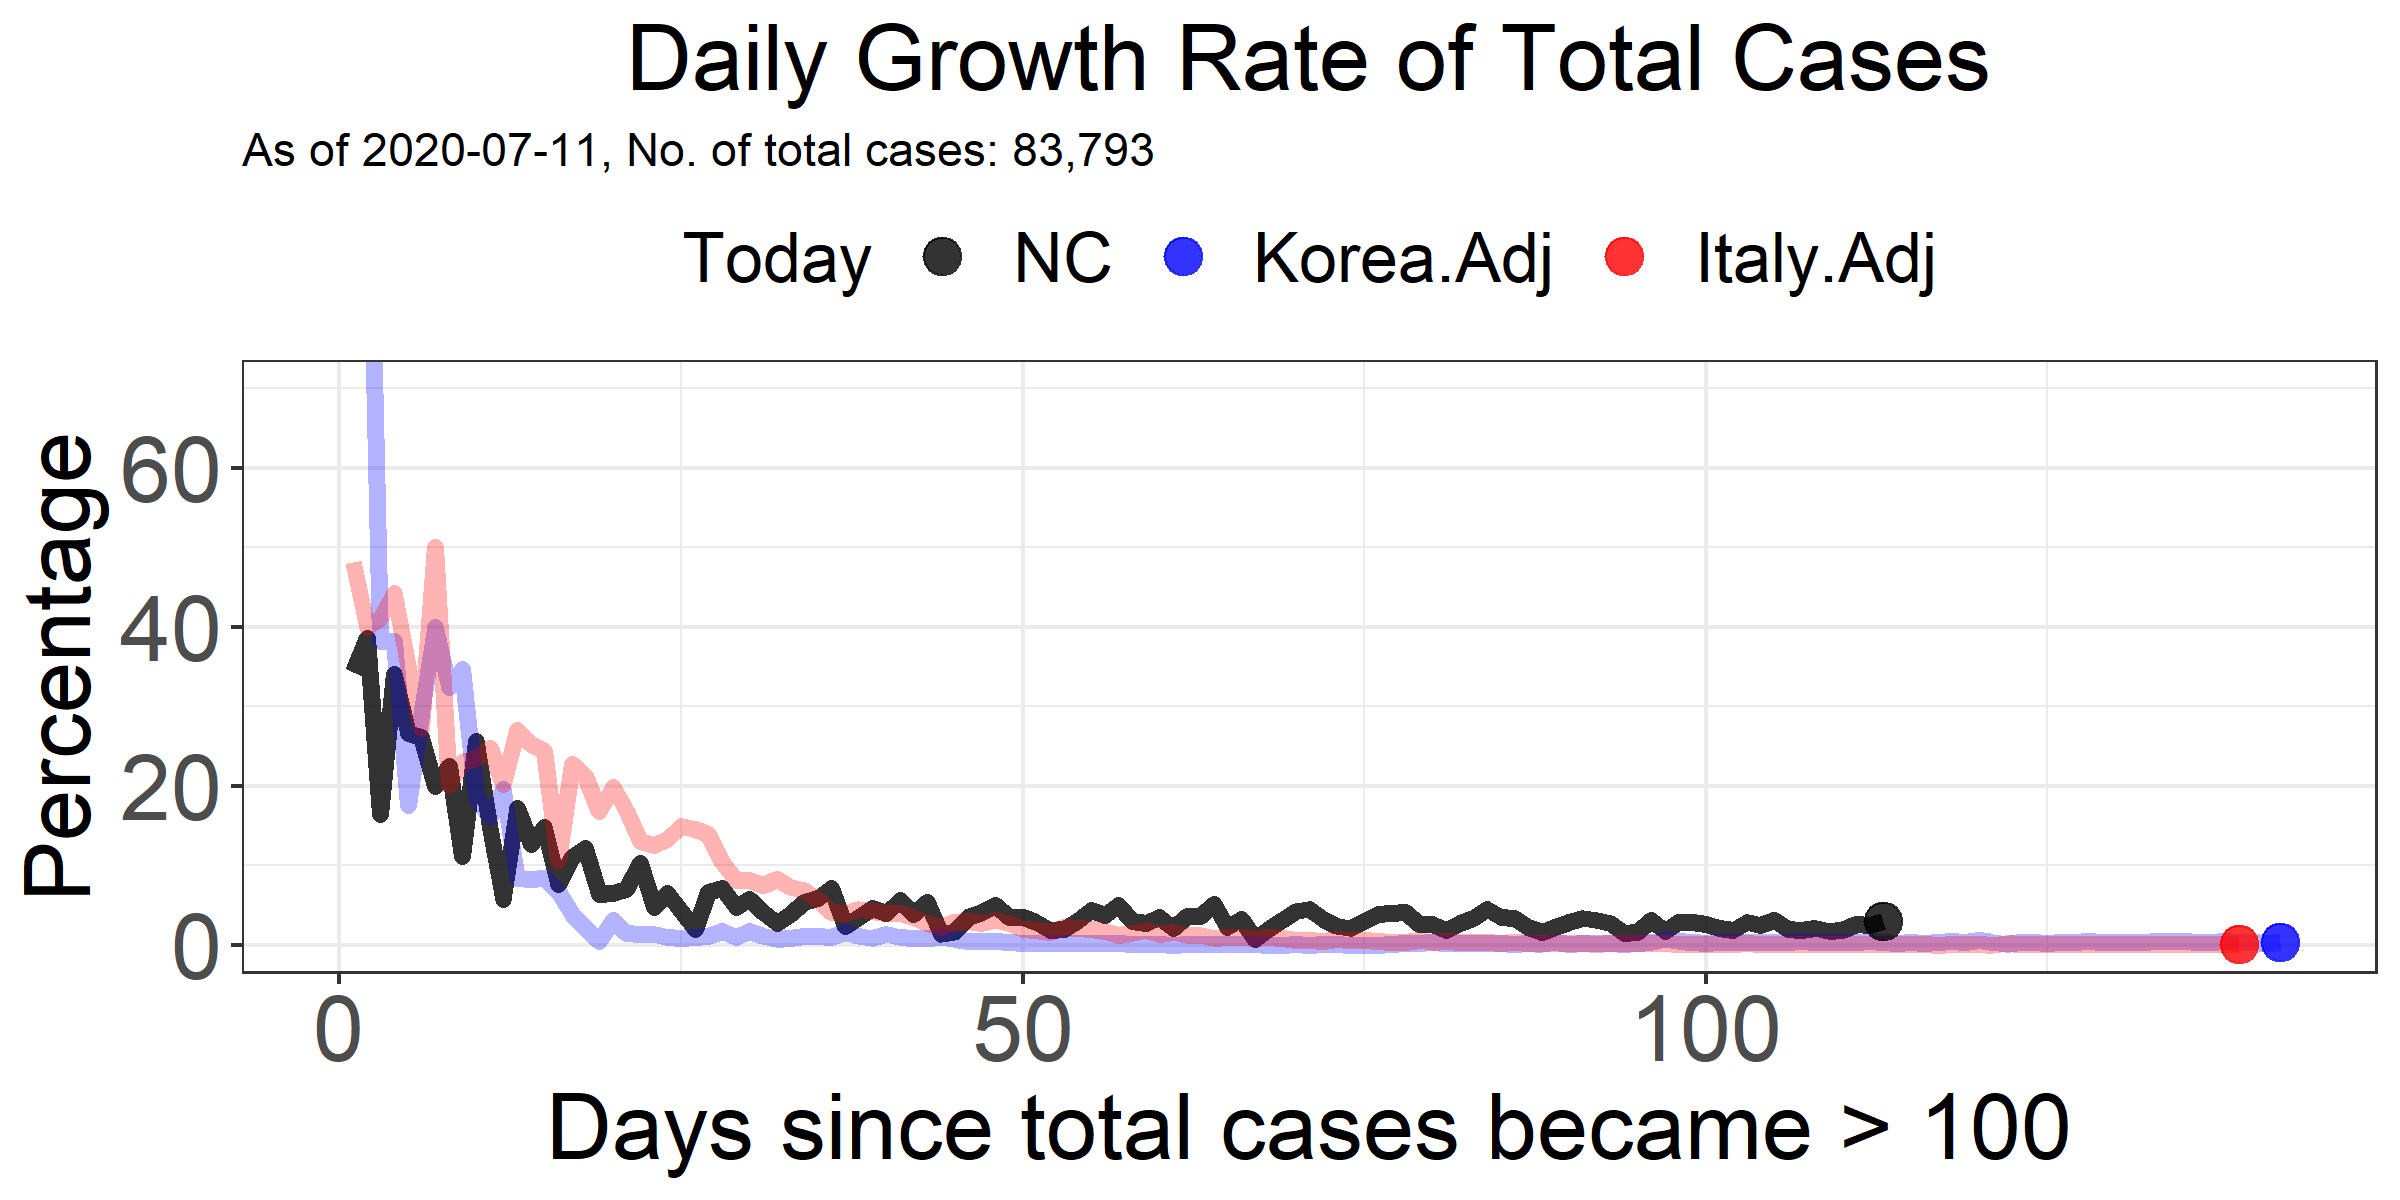 Daily Growth Rate of Total Cases
As of 2020-07-11, No. of total cases: 83,793
Today NC Korea.Adj Italy.Adj
Percentage
60
40
20
0
0 50 100
Days since total cases became > 100